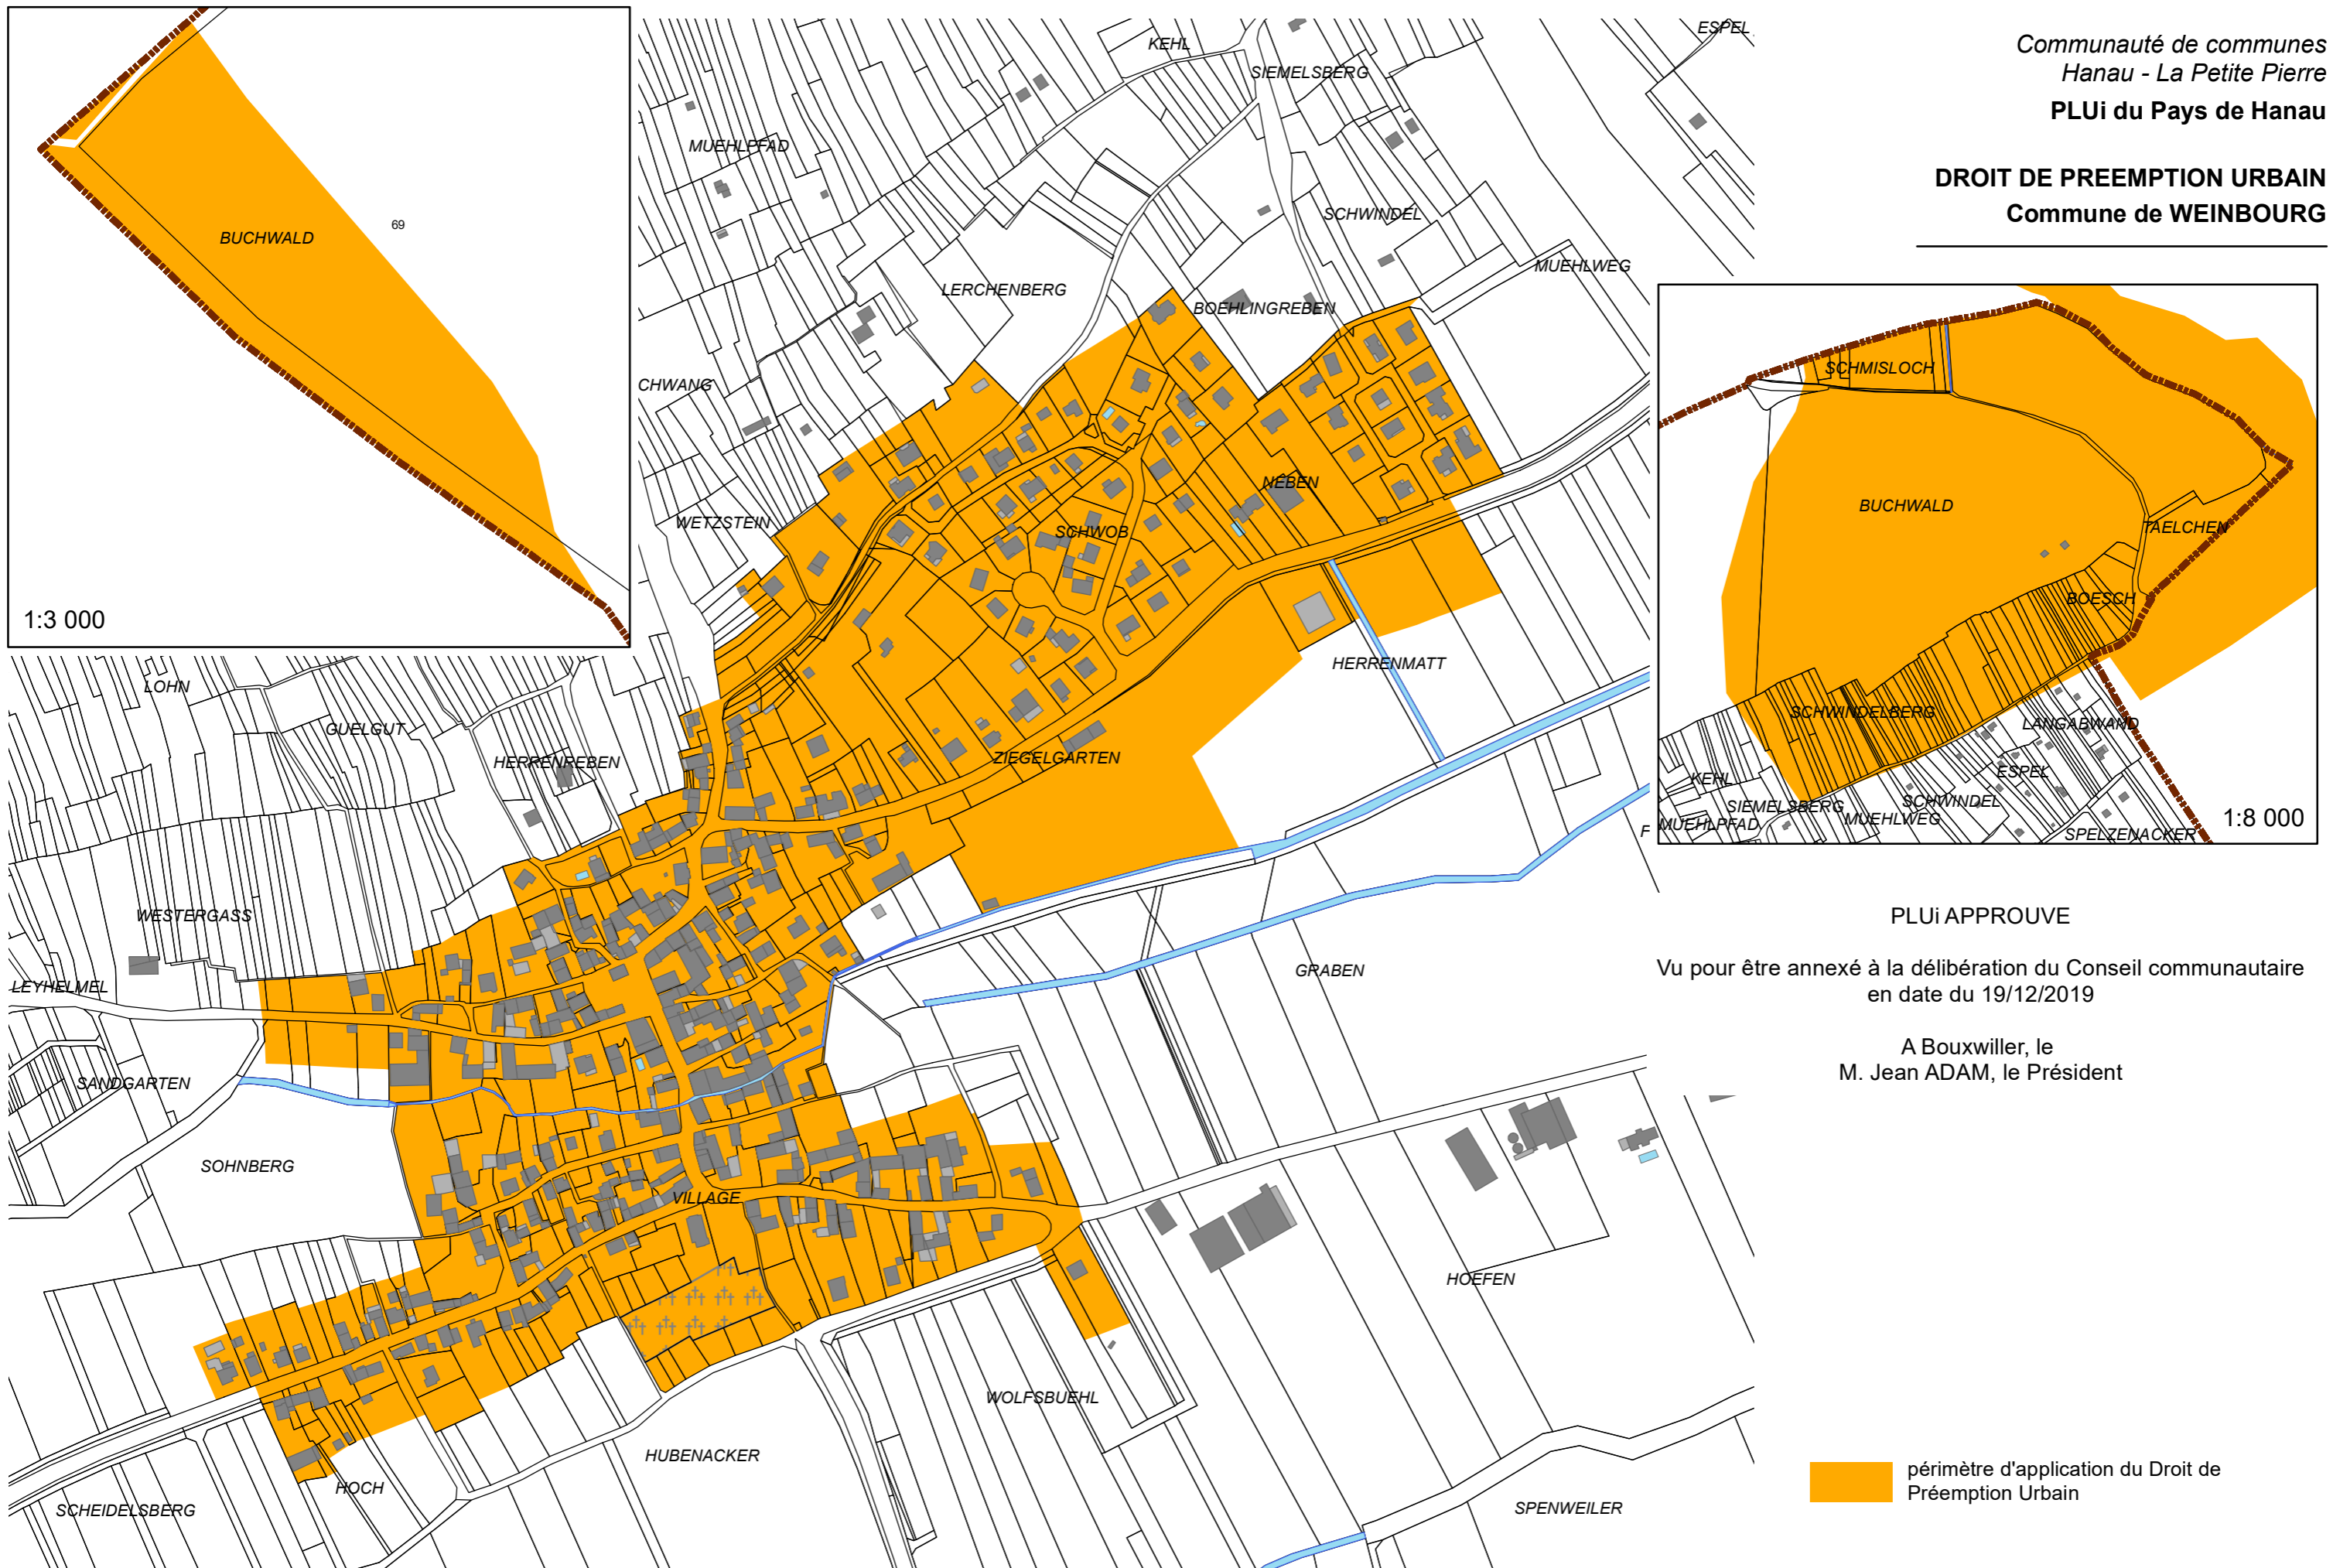 Communauté de communes
Hanau - La Petite Pierre
PLUi du Pays de Hanau
DROIT DE PREEMPTION URBAIN
Commune de WEINBOURG
BUCHWALD
69
1:3 000
KEHL
ESPEL
SIEMELSBERG
MUEHLPFAD
SCHWINDEL
MUEHLWEG
LERCHENBERG
BOEHLINGREBEN
CHWANG
WETZSTEIN
NEBEN
SCHWOB
HERRENMATT
LOHN
GUELGUT
HERRENREBEN
ZIEGELGARTEN
WESTERGASS
LEYHELMEL
GRABEN
SANDGARTEN
SOHNBERG
VILLAGE
HOEFEN
WOLFSBUEHL
HUBENACKER
HOCH
SCHEIDELSBERG
SPENWEILER
F
SCHMISLOCH
BUCHWALD
TAELCHEN
BOESCH
SCHWINDELBERG
LANGABWAND
KEHL
ESPEL
SIEMELSBERG
SCHWINDEL
MUEHLPFAD
MUEHLWEG
SPELZENACKER
1:8 000
PLUi APPROUVE
Vu pour être annexé à la délibération du Conseil communautaire
en date du 19/12/2019
A Bouxwiller, le
M. Jean ADAM, le Président
périmètre d'application du Droit de
Préemption Urbain